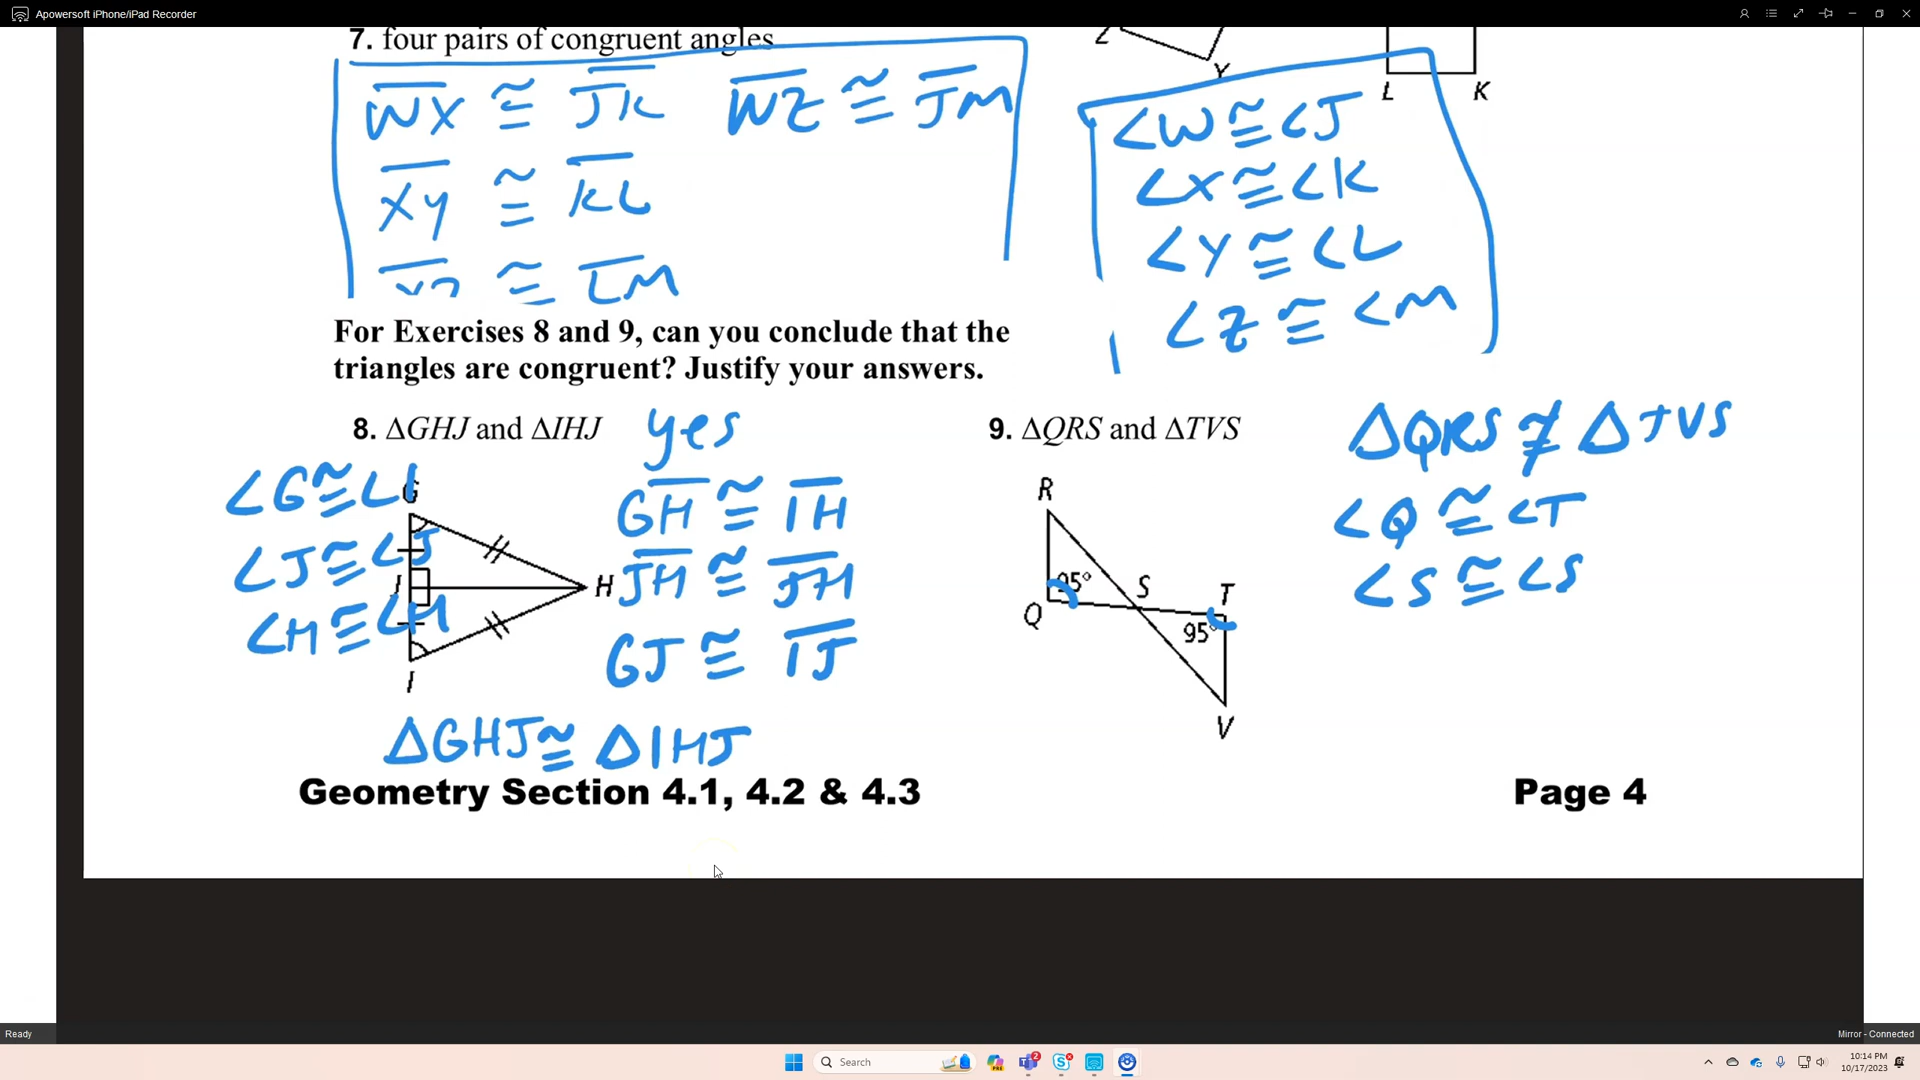 Apowersoft iPhone/iPad Recorder
7. four pairs of congruent angles
Z
Y
L K
WX ≅ JK WZ ≅ JM
XY ≅ KL
≅ LM
∠W ≅ ∠J
∠X ≅ ∠K
∠Y ≅ ∠L
∠Z ≅ ∠M
For Exercises 8 and 9, can you conclude that the
triangles are congruent? Justify your answers.
8. ΔGHJ and ΔIHJ yes
∠G ≅ ∠I
∠J ≅ ∠J
∠H ≅ ∠H
G
J
H
I
GH ≅ IH
JH ≅ JH
GJ ≅ IJ
ΔGHJ ≅ ΔIHJ
9. ΔQRS and ΔTVS
R
95°
S
T
Q
95°
V
ΔQRS ≇ ΔTVS
∠Q ≅ ∠T
∠S ≅ ∠S
Geometry Section 4.1, 4.2 & 4.3
Page 4
Ready
Mirror - Connected
Search
PRE
2
10:14 PM
10/17/2023